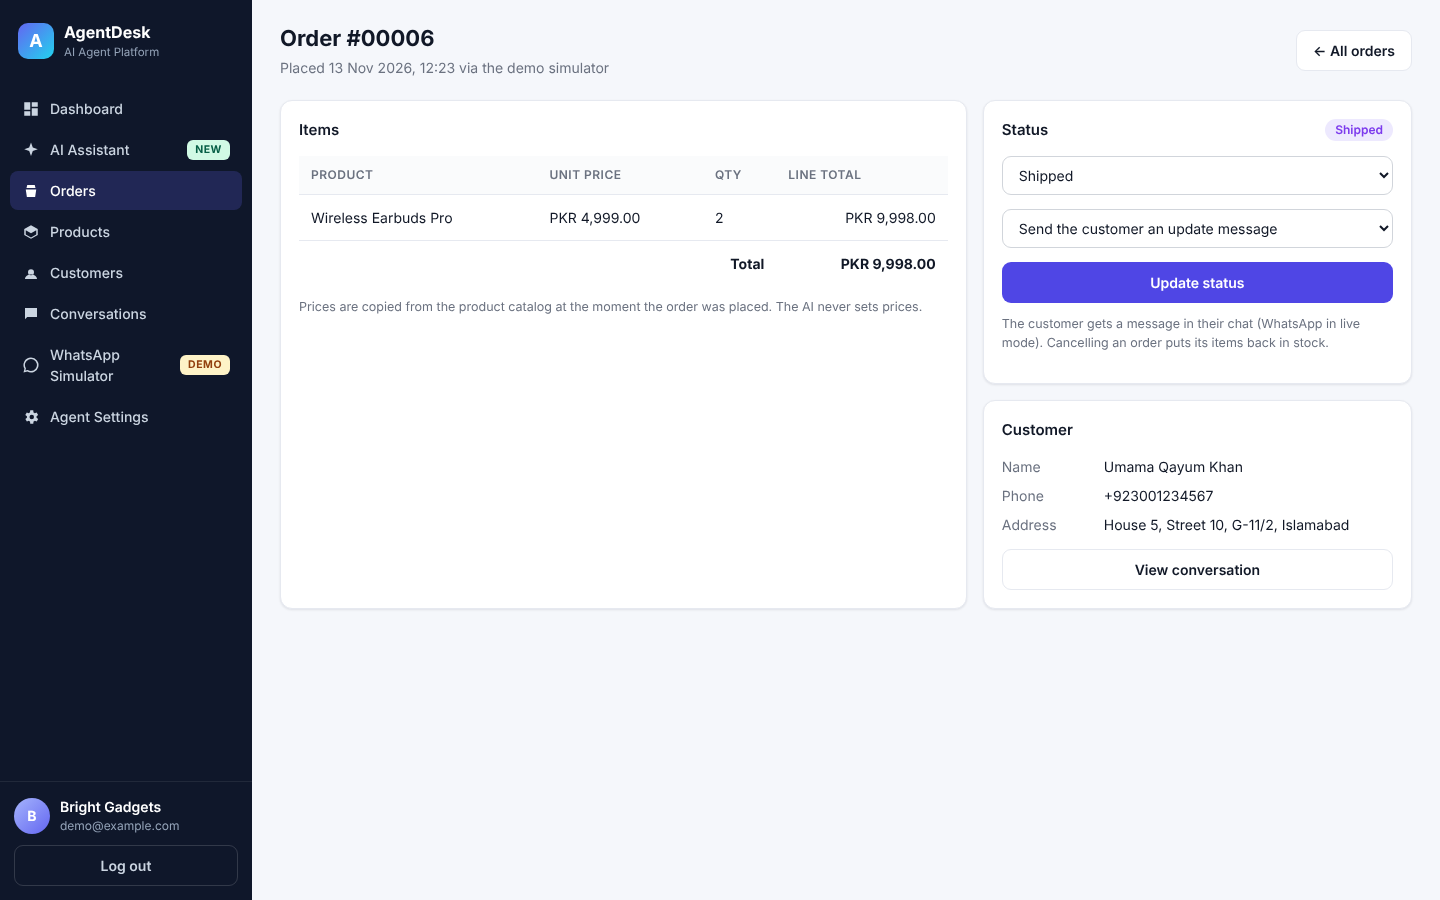 A
AgentDesk
AI Agent Platform
Dashboard
AI Assistant NEW
Orders
Products
Customers
Conversations
WhatsApp
Simulator DEMO
Agent Settings
B
Bright Gadgets
demo@example.com
Log out
Order #00006
Placed 13 Nov 2026, 12:23 via the demo simulator
← All orders
Items
PRODUCT UNIT PRICE QTY LINE TOTAL
Wireless Earbuds Pro PKR 4,999.00 2 PKR 9,998.00
Total PKR 9,998.00
Prices are copied from the product catalog at the moment the order was placed. The AI never sets prices.
Status Shipped
Shipped
Send the customer an update message
Update status
The customer gets a message in their chat (WhatsApp in live
mode). Cancelling an order puts its items back in stock.
Customer
Name Umama Qayum Khan
Phone +923001234567
Address House 5, Street 10, G-11/2, Islamabad
View conversation